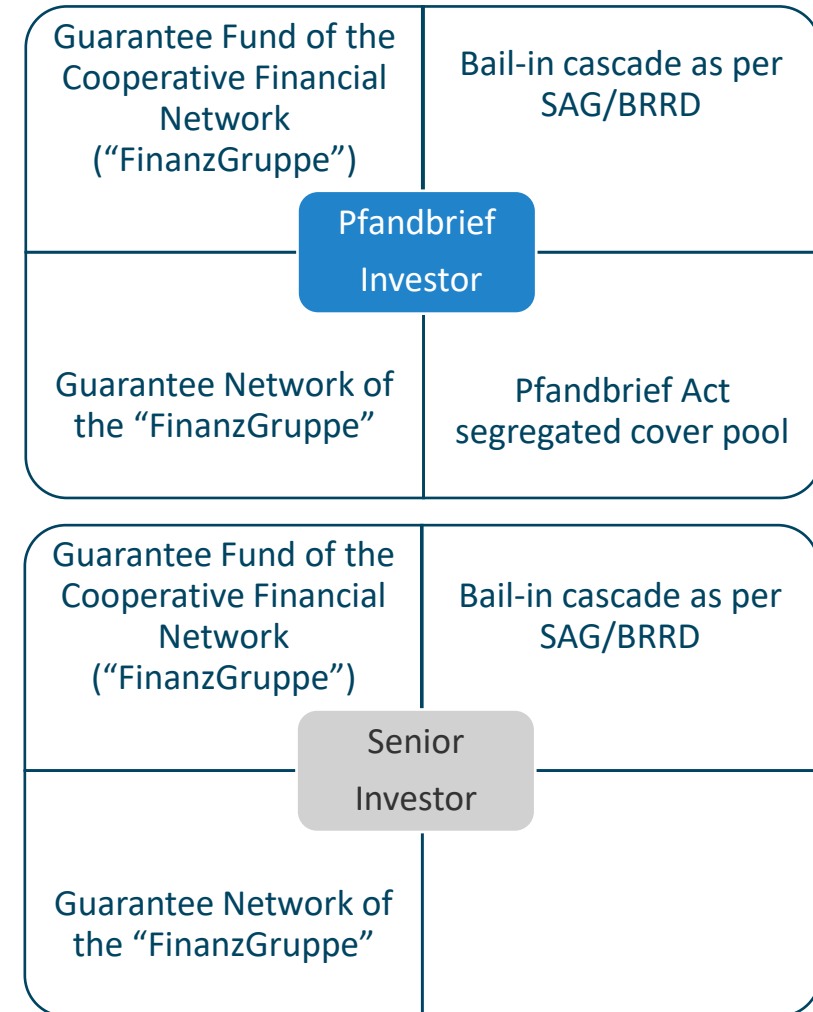 Guarantee Fund of the
Cooperative Financial
Network
(“FinanzGruppe”)
Bail-in cascade as per
SAG/BRRD
Pfandbrief
Investor
Guarantee Network of
the “FinanzGruppe”
Pfandbrief Act
segregated cover pool
Guarantee Fund of the
Cooperative Financial
Network
(“FinanzGruppe”)
Bail-in cascade as per
SAG/BRRD
Senior
Investor
Guarantee Network of
the “FinanzGruppe”